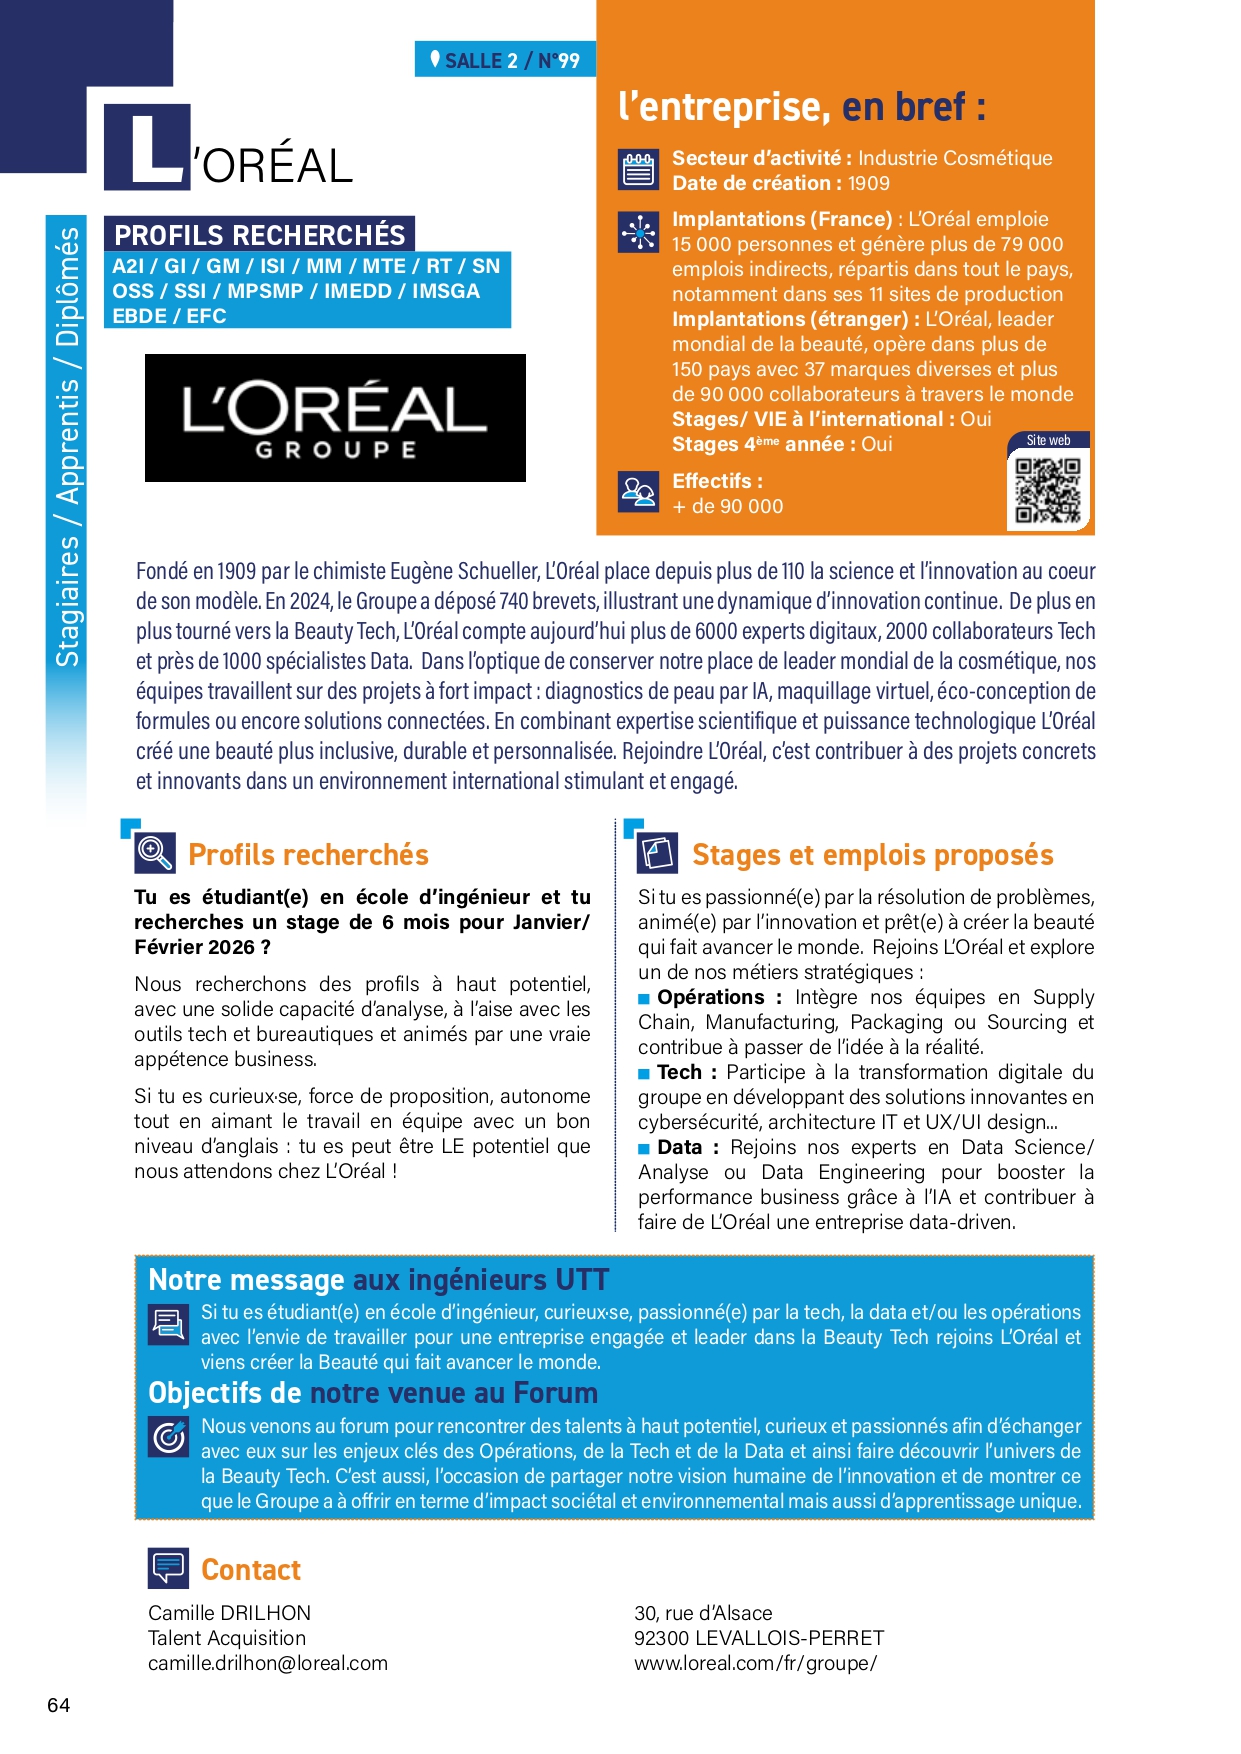 SALLE 2 / N°99
L’ORÉAL
Stagiaires / Apprentis / Diplômés
PROFILS RECHERCHÉS
A2I / GI / GM / ISI / MM / MTE / RT / SN
OSS / SSI / MPSMP / IMEDD / IMSGA
EBDE / EFC
L’ORÉAL
GROUPE
l’entreprise, en bref :
Secteur d’activité : Industrie Cosmétique
Date de création : 1909
Implantations (France) : L’Oréal emploie
15 000 personnes et génère plus de 79 000
emplois indirects, répartis dans tout le pays,
notamment dans ses 11 sites de production
Implantations (étranger) : L’Oréal, leader
mondial de la beauté, opère dans plus de
150 pays avec 37 marques diverses et plus
de 90 000 collaborateurs à travers le monde
Stages/ VIE à l’international : Oui
Stages 4ème année : Oui
Site web
Effectifs :
+ de 90 000
Fondé en 1909 par le chimiste Eugène Schueller, L’Oréal place depuis plus de 110 la science et l’innovation au coeur
de son modèle. En 2024, le Groupe a déposé 740 brevets, illustrant une dynamique d’innovation continue. De plus en
plus tourné vers la Beauty Tech, L’Oréal compte aujourd’hui plus de 6000 experts digitaux, 2000 collaborateurs Tech
et près de 1000 spécialistes Data. Dans l’optique de conserver notre place de leader mondial de la cosmétique, nos
équipes travaillent sur des projets à fort impact : diagnostics de peau par IA, maquillage virtuel, éco-conception de
formules ou encore solutions connectées. En combinant expertise scientifique et puissance technologique L’Oréal
créé une beauté plus inclusive, durable et personnalisée. Rejoindre L’Oréal, c’est contribuer à des projets concrets
et innovants dans un environnement international stimulant et engagé.
Profils recherchés
Tu es étudiant(e) en école d’ingénieur et tu
recherches un stage de 6 mois pour Janvier/
Février 2026 ?
Nous recherchons des profils à haut potentiel,
avec une solide capacité d’analyse, à l’aise avec les
outils tech et bureautiques et animés par une vraie
appétence business.
Si tu es curieux·se, force de proposition, autonome
tout en aimant le travail en équipe avec un bon
niveau d’anglais : tu es peut être LE potentiel que
nous attendons chez L’Oréal !
Stages et emplois proposés
Si tu es passionné(e) par la résolution de problèmes,
animé(e) par l’innovation et prêt(e) à créer la beauté
qui fait avancer le monde. Rejoins L’Oréal et explore
un de nos métiers stratégiques :
■ Opérations : Intègre nos équipes en Supply
Chain, Manufacturing, Packaging ou Sourcing et
contribue à passer de l’idée à la réalité.
■ Tech : Participe à la transformation digitale du
groupe en développant des solutions innovantes en
cybersécurité, architecture IT et UX/UI design...
■ Data : Rejoins nos experts en Data Science/
Analyse ou Data Engineering pour booster la
performance business grâce à l’IA et contribuer à
faire de L’Oréal une entreprise data-driven.
Notre message aux ingénieurs UTT
Si tu es étudiant(e) en école d’ingénieur, curieux·se, passionné(e) par la tech, la data et/ou les opérations
avec l’envie de travailler pour une entreprise engagée et leader dans la Beauty Tech rejoins L’Oréal et
viens créer la Beauté qui fait avancer le monde.
Objectifs de notre venue au Forum
Nous venons au forum pour rencontrer des talents à haut potentiel, curieux et passionnés afin d’échanger
avec eux sur les enjeux clés des Opérations, de la Tech et de la Data et ainsi faire découvrir l’univers de
la Beauty Tech. C’est aussi, l’occasion de partager notre vision humaine de l’innovation et de montrer ce
que le Groupe a à offrir en terme d’impact sociétal et environnemental mais aussi d’apprentissage unique.
Contact
Camille DRILHON
Talent Acquisition
camille.drilhon@loreal.com
30, rue d’Alsace
92300 LEVALLOIS-PERRET
www.loreal.com/fr/groupe/
64